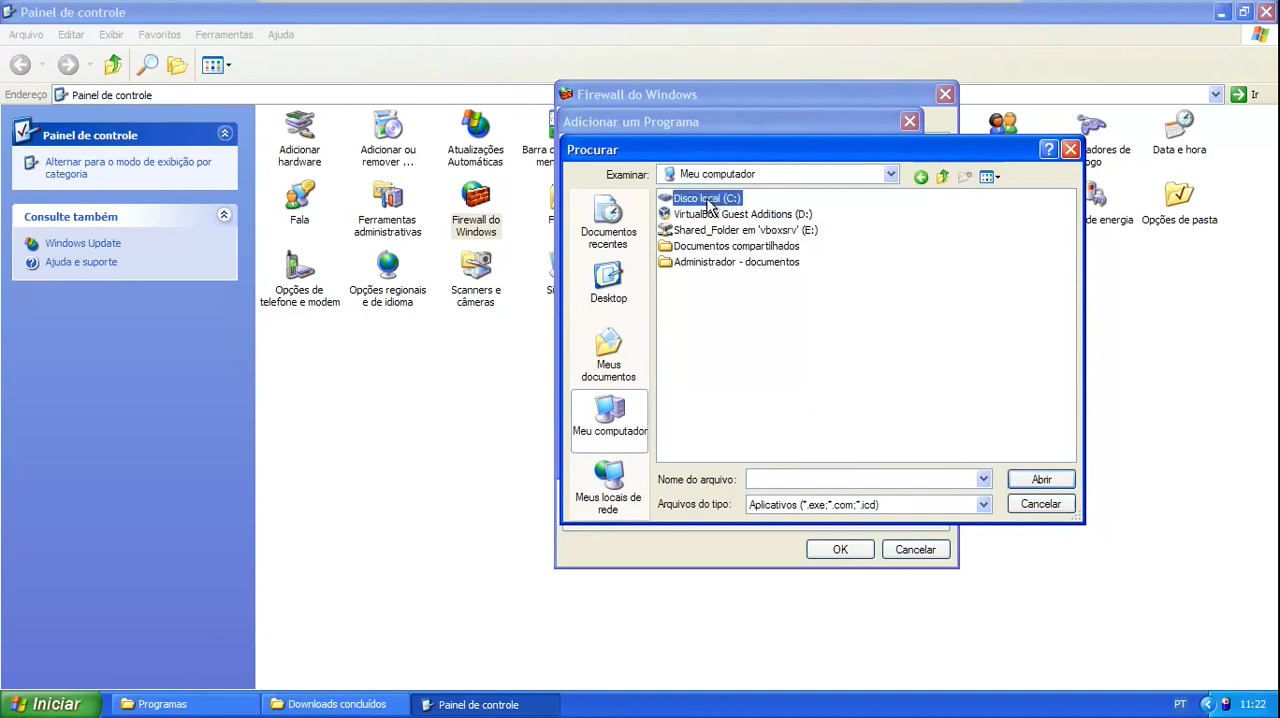 Painel de controle
Arquivo Editar Exibir Favoritos Ferramentas Ajuda
Endereço Painel de controle Ir
Painel de controle
Alternar para o modo de exibição por
categoria
Consulte também
Windows Update
Ajuda e suporte
Adicionar
hardware
Adicionar ou
remover ...
Atualizações
Automáticas
Barra d
men
adores de
ogo
Data e hora
Fala
Ferramentas
administrativas
Firewall do
Windows
de energia
Opções de pasta
Opções de
telefone e modem
Opções regionais
e de idioma
Scanners e
câmeras
Si
Firewall do Windows
Adicionar um Programa
Procurar
Examinar: Meu computador
Disco local (C:)
VirtualBox Guest Additions (D:)
Shared_Folder em 'vboxsrv' (E:)
Documentos compartilhados
Administrador - documentos
Documentos
recentes
Desktop
Meus
documentos
Meu computador
Meus locais de
rede
Nome do arquivo: Abrir
Arquivos do tipo: Aplicativos (*.exe;*.com;*.icd) Cancelar
OK Cancelar
Iniciar Programas Downloads concluídos Painel de controle PT 11:22